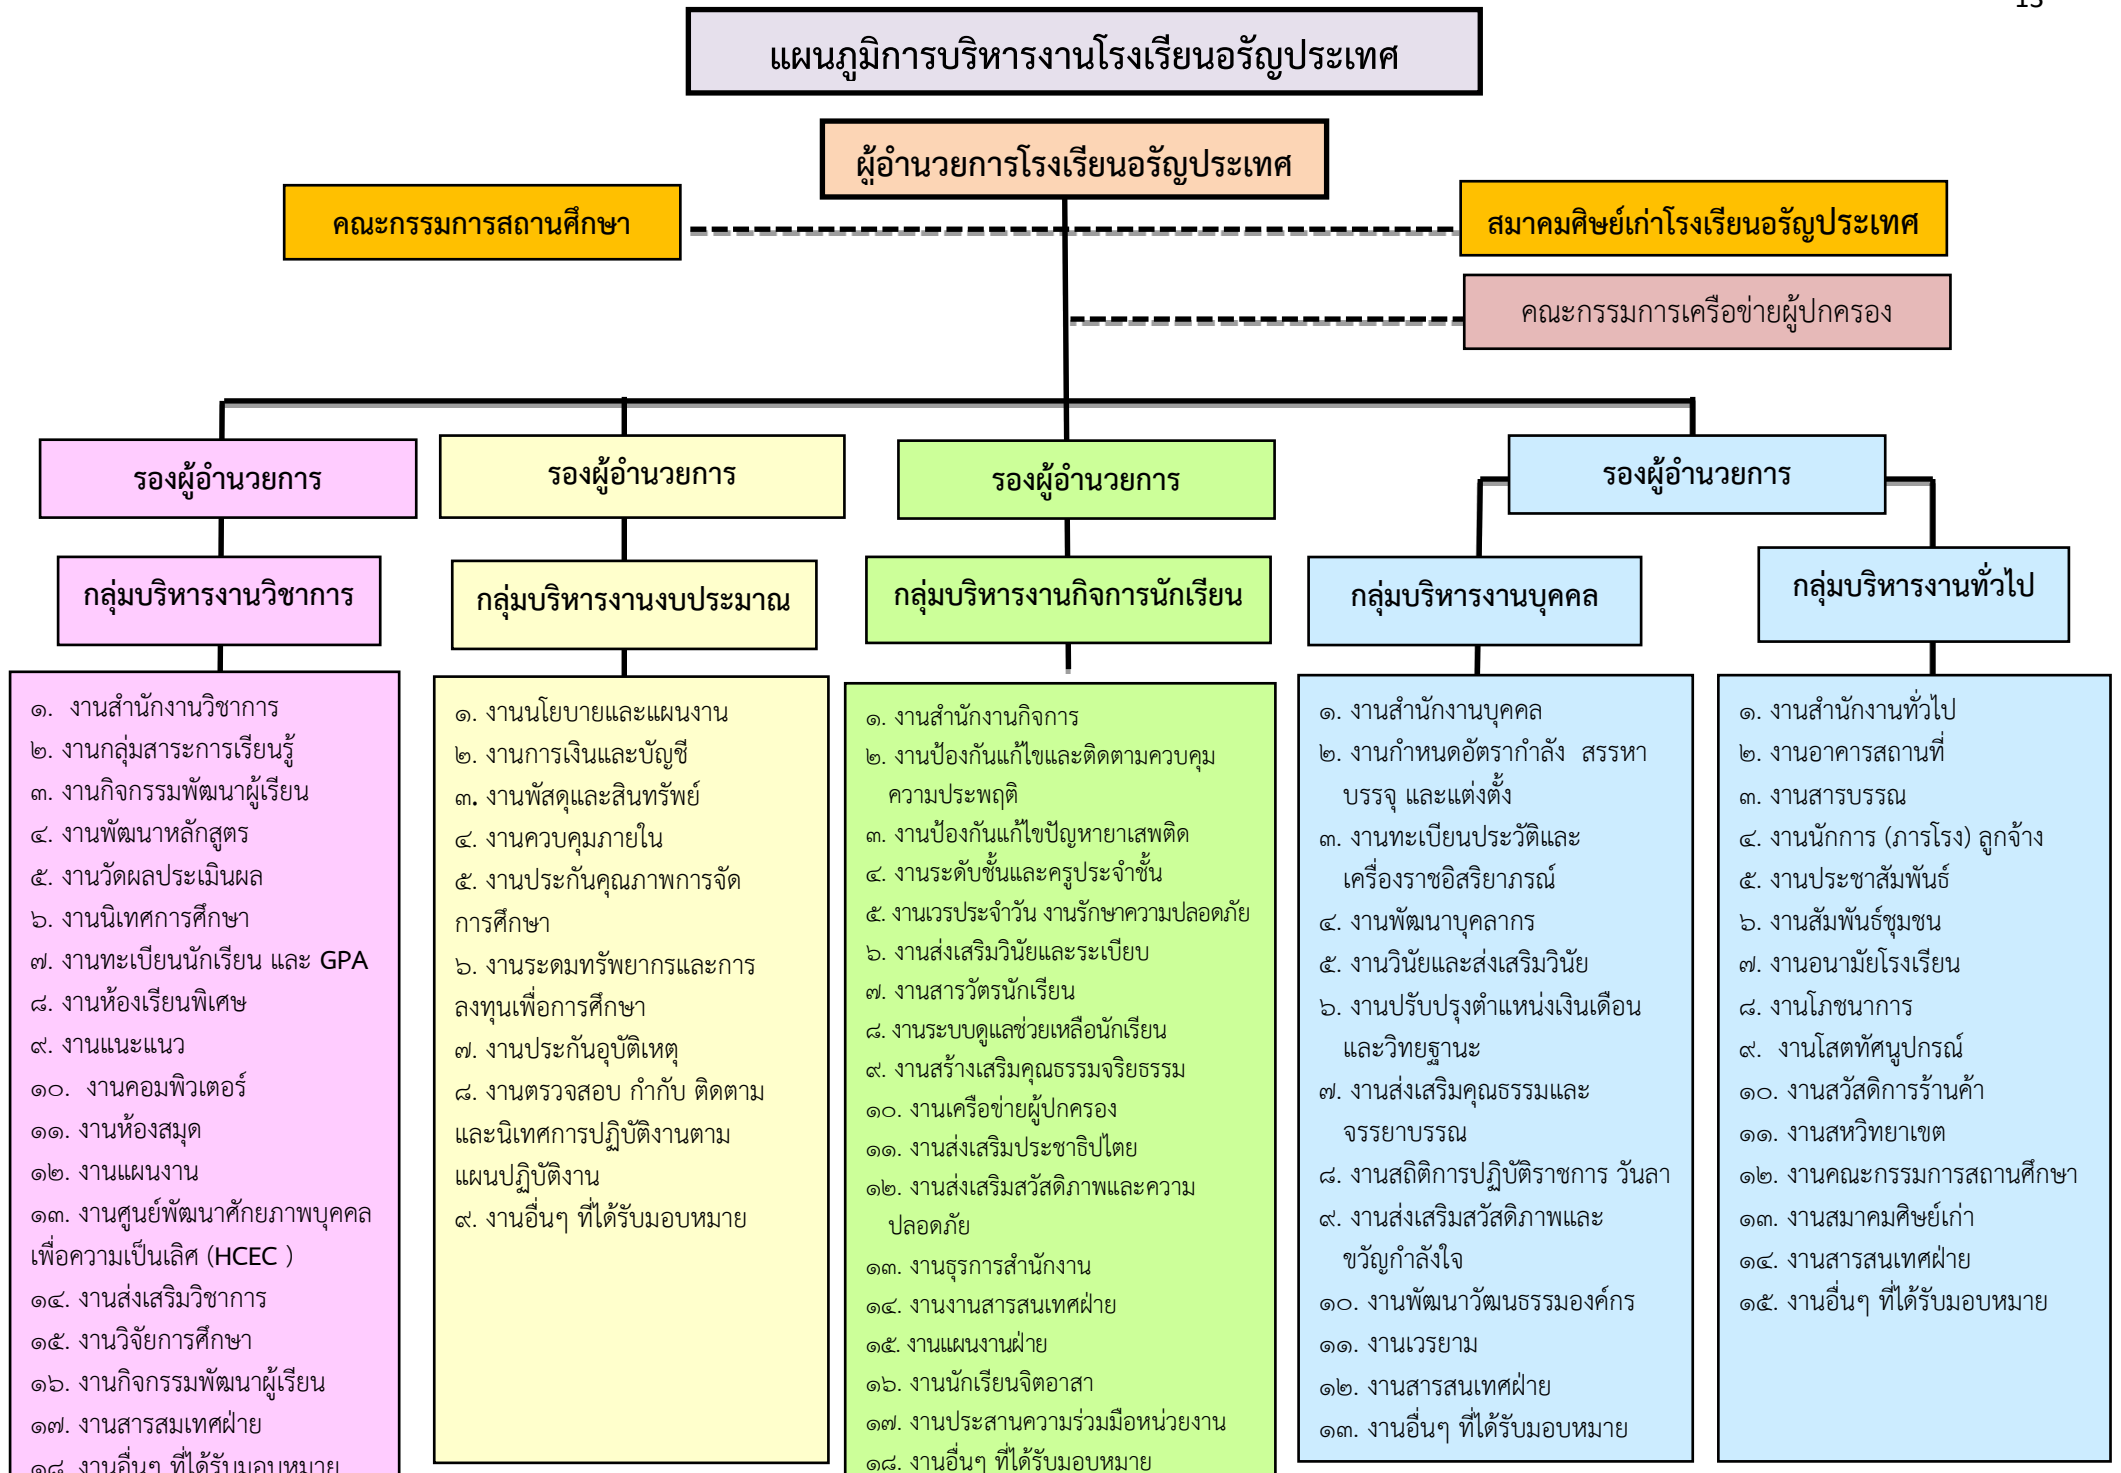 แผนภูมิการบริหารงานโรงเรียนอรัญประเทศ
ผู้อำนวยการโรงเรียนอรัญประเทศ
คณะกรรมการสถานศึกษา
สมาคมศิษย์เก่าโรงเรียนอรัญประเทศ
คณะกรรมการเครือข่ายผู้ปกครอง
รองผู้อำนวยการ
รองผู้อำนวยการ
รองผู้อำนวยการ
รองผู้อำนวยการ
กลุ่มบริหารงานวิชาการ
กลุ่มบริหารงานงบประมาณ
กลุ่มบริหารงานกิจการนักเรียน
กลุ่มบริหารงานบุคคล
กลุ่มบริหารงานทั่วไป
๑. งานสำนักงานวิชาการ
๒. งานกลุ่มสาระการเรียนรู้
๓. งานกิจกรรมพัฒนาผู้เรียน
๔. งานพัฒนาหลักสูตร
๕. งานวัดผลประเมินผล
๖. งานนิเทศการศึกษา
๗. งานทะเบียนนักเรียน และ GPA
๘. งานห้องเรียนพิเศษ
๙. งานแนะแนว
๑๐. งานคอมพิวเตอร์
๑๑. งานห้องสมุด
๑๒. งานแผนงาน
๑๓. งานศูนย์พัฒนาศักยภาพบุคคล
เพื่อความเป็นเลิศ (HCEC )
๑๔. งานส่งเสริมวิชาการ
๑๕. งานวิจัยการศึกษา
๑๖. งานกิจกรรมพัฒนาผู้เรียน
๑๗. งานสารสมเทศฝ่าย
๑๘. งานอื่นๆ ที่ได้รับมอบหมาย
๑. งานนโยบายและแผนงาน
๒. งานการเงินและบัญชี
๓. งานพัสดุและสินทรัพย์
๔. งานควบคุมภายใน
๕. งานประกันคุณภาพการจัด
การศึกษา
๖. งานระดมทรัพยากรและการ
ลงทุนเพื่อการศึกษา
๗. งานประกันอุบัติเหตุ
๘. งานตรวจสอบ กำกับ ติดตาม
และนิเทศการปฏิบัติงานตาม
แผนปฏิบัติงาน
๙. งานอื่นๆ ที่ได้รับมอบหมาย
๑. งานสำนักงานกิจการ
๒. งานป้องกันแก้ไขและติดตามควบคุม
ความประพฤติ
๓. งานป้องกันแก้ไขปัญหายาเสพติด
๔. งานระดับชั้นและครูประจำชั้น
๕. งานเวรประจำวัน งานรักษาความปลอดภัย
๖. งานส่งเสริมวินัยและระเบียบ
๗. งานสารวัตรนักเรียน
๘. งานระบบดูแลช่วยเหลือนักเรียน
๙. งานสร้างเสริมคุณธรรมจริยธรรม
๑๐. งานเครือข่ายผู้ปกครอง
๑๑. งานส่งเสริมประชาธิปไตย
๑๒. งานส่งเสริมสวัสดิภาพและความ
ปลอดภัย
๑๓. งานธุรการสำนักงาน
๑๔. งานงานสารสนเทศฝ่าย
๑๕. งานแผนงานฝ่าย
๑๖. งานนักเรียนจิตอาสา
๑๗. งานประสานความร่วมมือหน่วยงาน
๑๘. งานอื่นๆ ที่ได้รับมอบหมาย
๑. งานสำนักงานบุคคล
๒. งานกำหนดอัตรากำลัง สรรหา
บรรจุ และแต่งตั้ง
๓. งานทะเบียนประวัติและ
เครื่องราชอิสริยาภรณ์
๔. งานพัฒนาบุคลากร
๕. งานวินัยและส่งเสริมวินัย
๖. งานปรับปรุงตำแหน่งเงินเดือน
และวิทยฐานะ
๗. งานส่งเสริมคุณธรรมและ
จรรยาบรรณ
๘. งานสถิติการปฏิบัติราชการ วันลา
๙. งานส่งเสริมสวัสดิภาพและ
ขวัญกำลังใจ
๑๐. งานพัฒนาวัฒนธรรมองค์กร
๑๑. งานเวรยาม
๑๒. งานสารสนเทศฝ่าย
๑๓. งานอื่นๆ ที่ได้รับมอบหมาย
๑. งานสำนักงานทั่วไป
๒. งานอาคารสถานที่
๓. งานสารบรรณ
๔. งานนักการ (ภารโรง) ลูกจ้าง
๕. งานประชาสัมพันธ์
๖. งานสัมพันธ์ชุมชน
๗. งานอนามัยโรงเรียน
๘. งานโภชนาการ
๙. งานโสตทัศนูปกรณ์
๑๐. งานสวัสดิการร้านค้า
๑๑. งานสหวิทยาเขต
๑๒. งานคณะกรรมการสถานศึกษา
๑๓. งานสมาคมศิษย์เก่า
๑๔. งานสารสนเทศฝ่าย
๑๕. งานอื่นๆ ที่ได้รับมอบหมาย